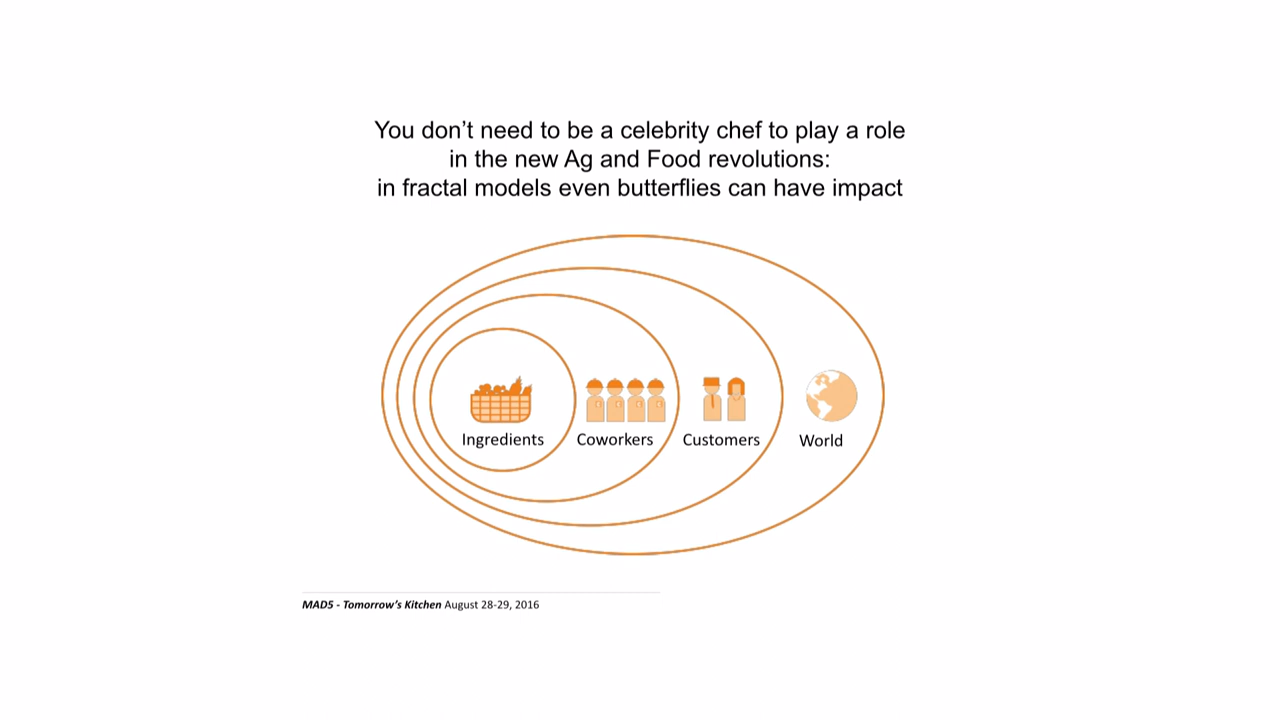 You don’t need to be a celebrity chef to play a role
in the new Ag and Food revolutions:
in fractal models even butterflies can have impact
Ingredients
Coworkers
Customers
World
MAD5 - Tomorrow’s Kitchen August 28-29, 2016